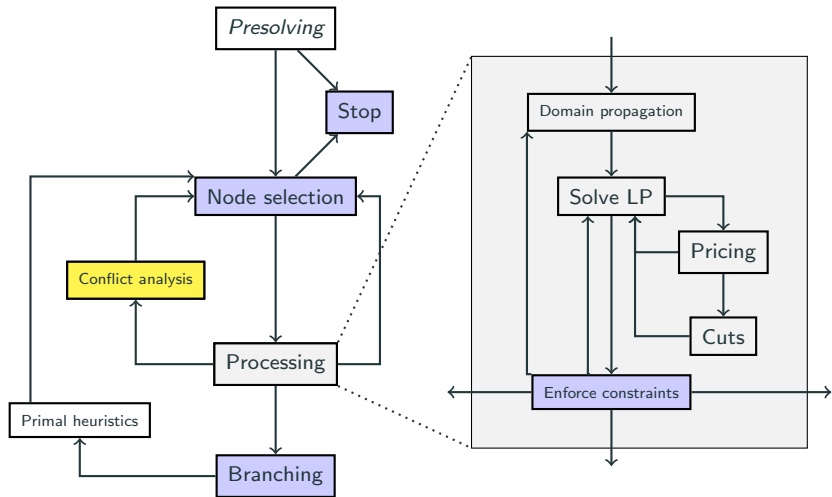 Presolving
Stop
Node selection
Conflict analysis
Processing
Primal heuristics
Branching
Domain propagation
Solve LP
Pricing
Cuts
Enforce constraints